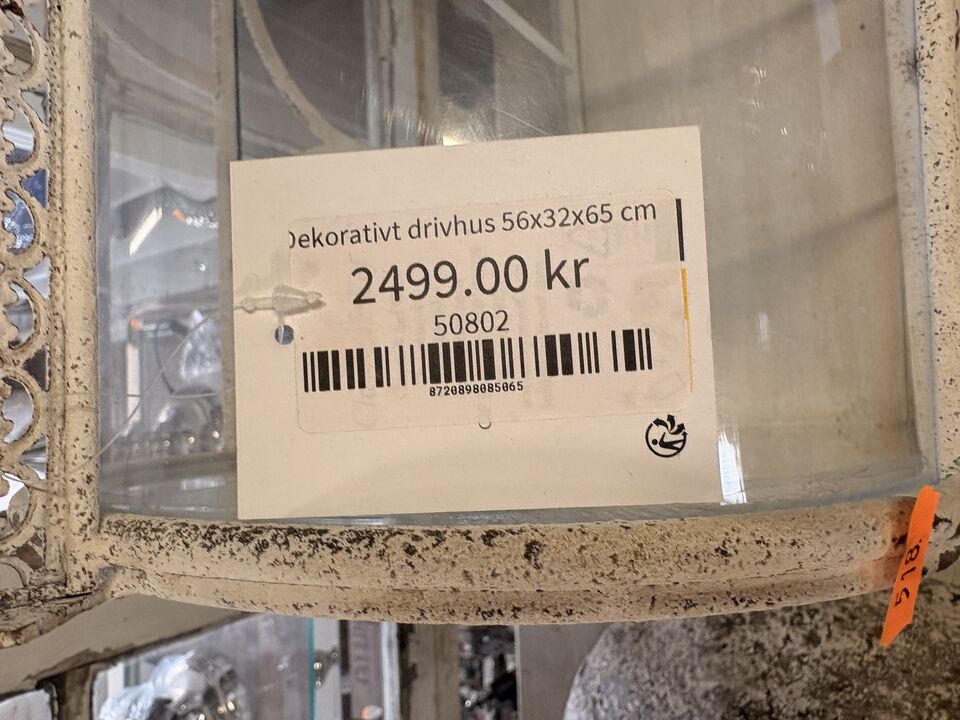 Dekorativt drivhus 56x32x65 cm
2499.00 kr
50802
8720898085065